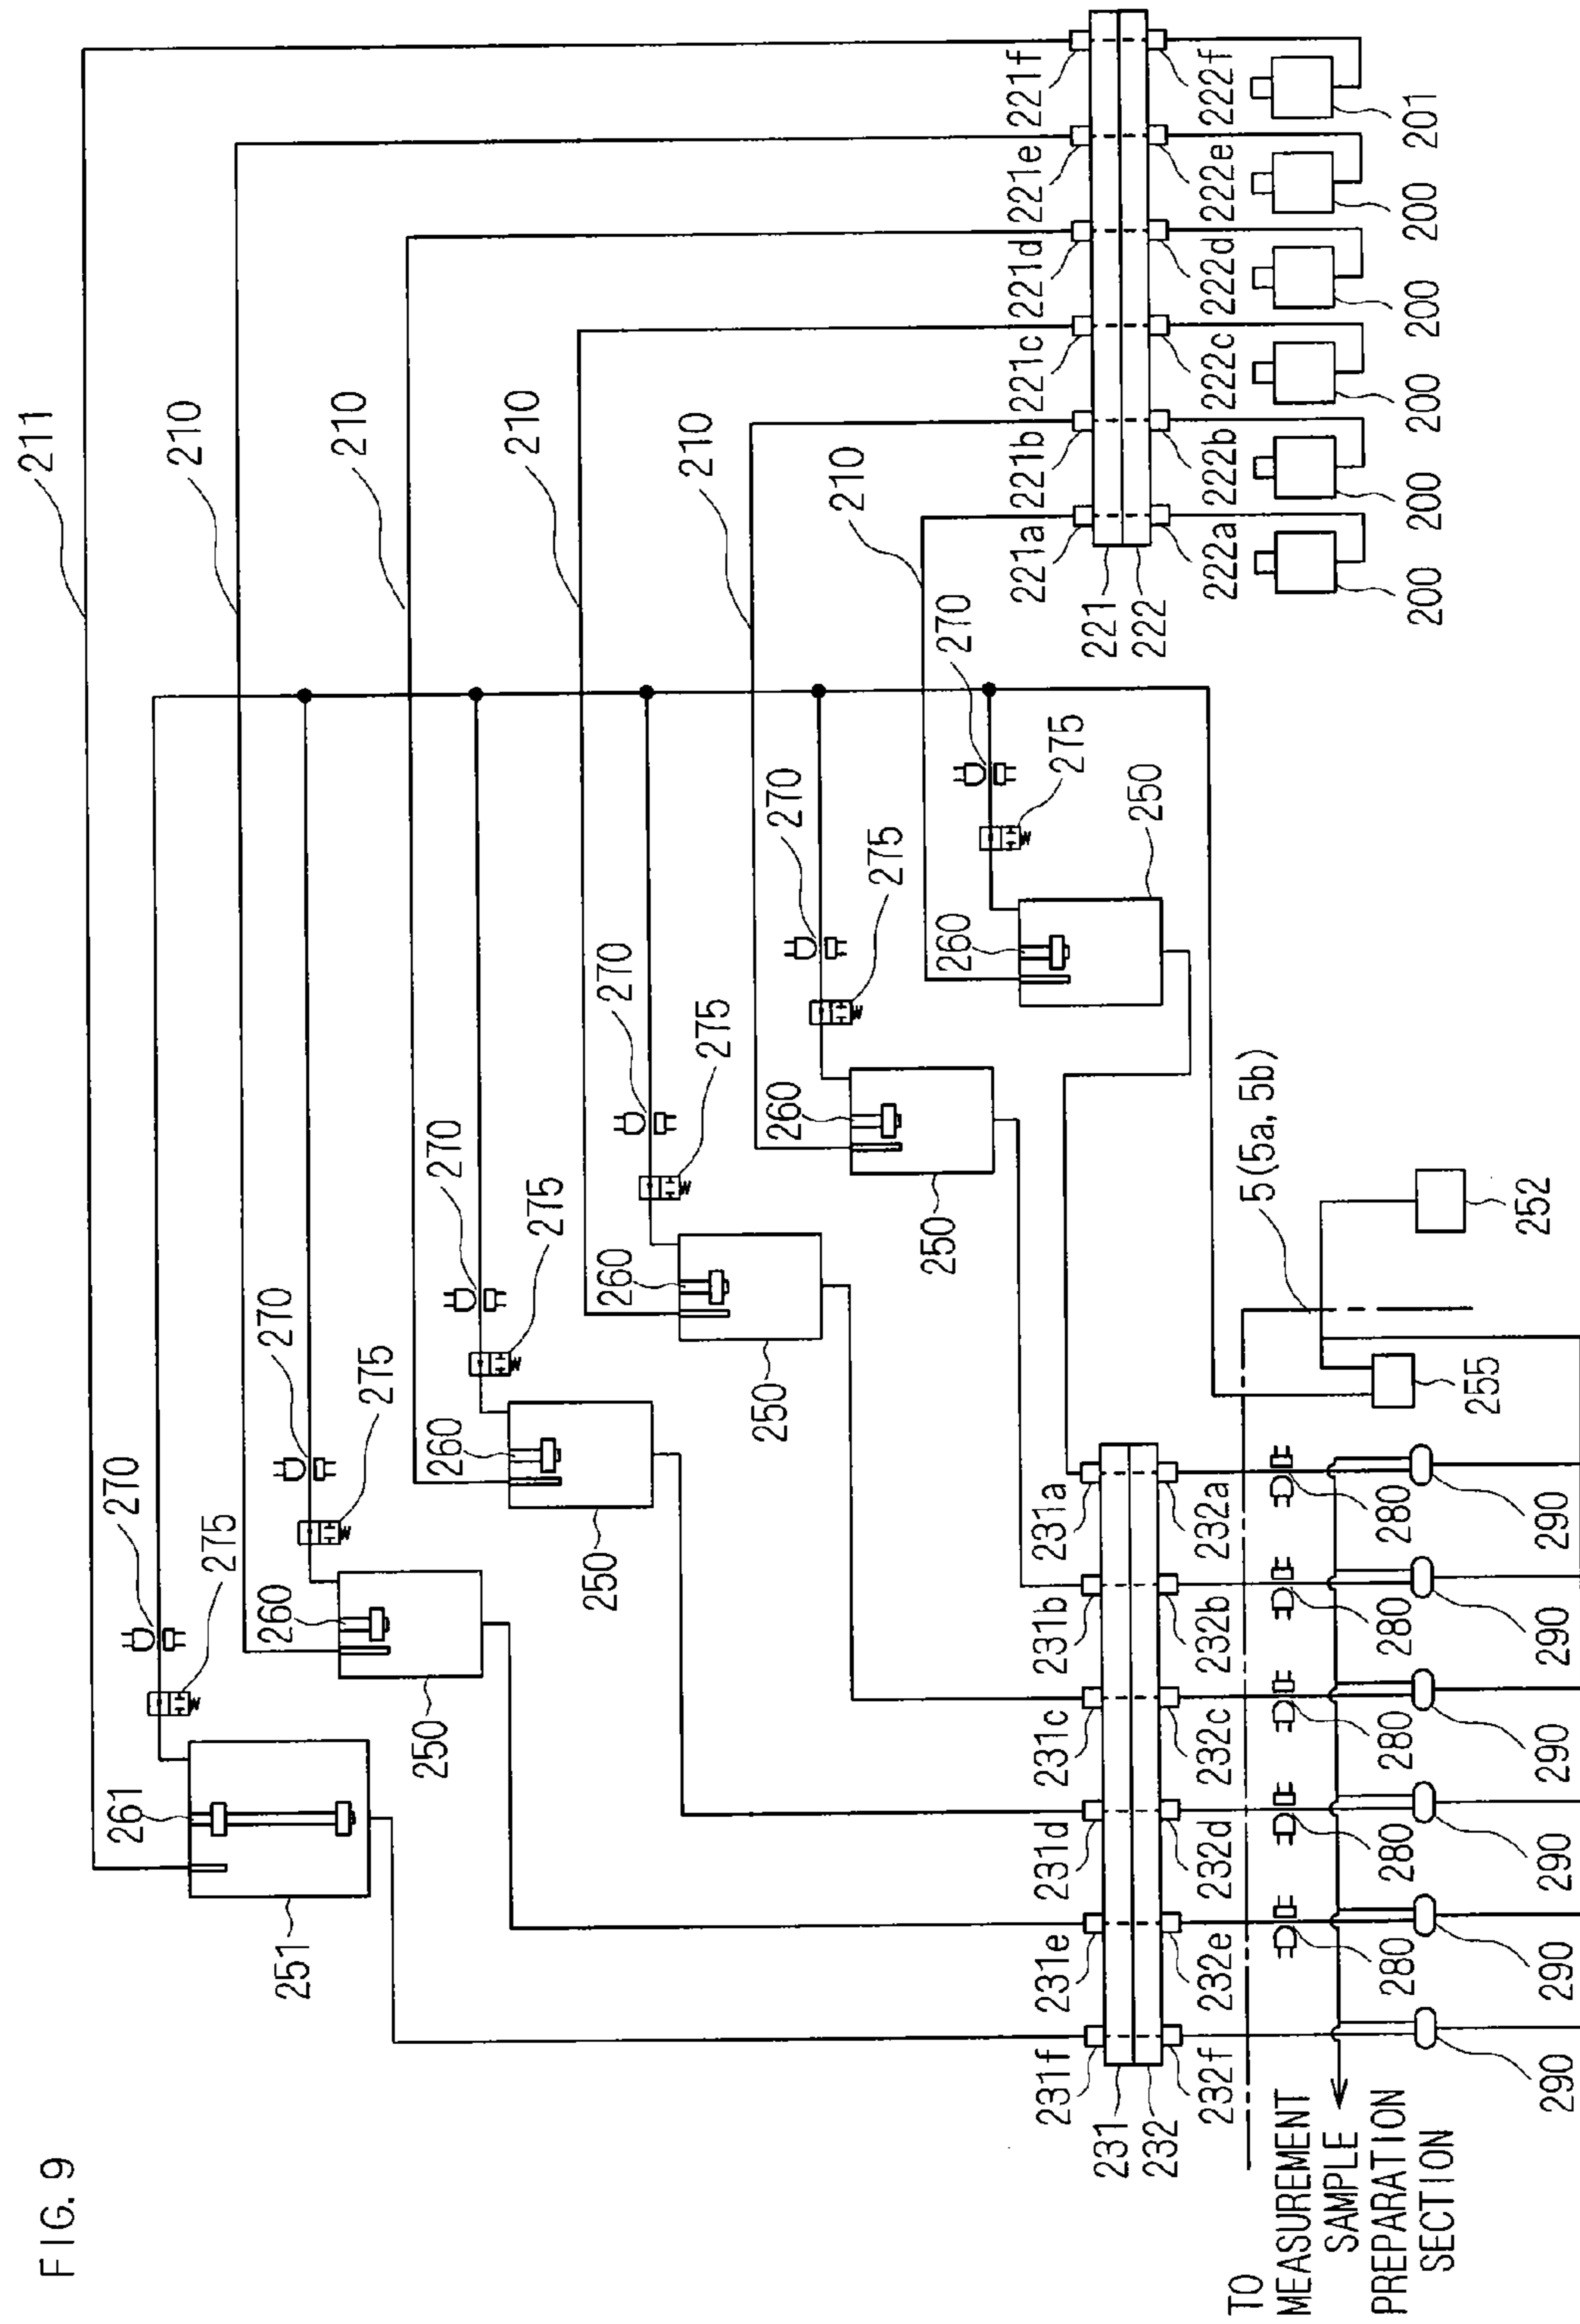 FIG. 9
211
210
210
210
210
210
261
270
275
251
260
270
275
250
260
270
275
250
260
270
275
250
260
270
275
250
260
270
275
250
231f
231e
231d
231c
231b
231a
221a
221b
221c
221d
221e
221f
231
232
221
222
232f
232e
232d
232c
232b
232a
222a
222b
222c
222d
222e
222f
5(5a, 5b)
TO
MEASUREMENT
SAMPLE
PREPARATION
SECTION
280
280
280
280
280
255
252
200
200
200
200
200
201
290
290
290
290
290
290